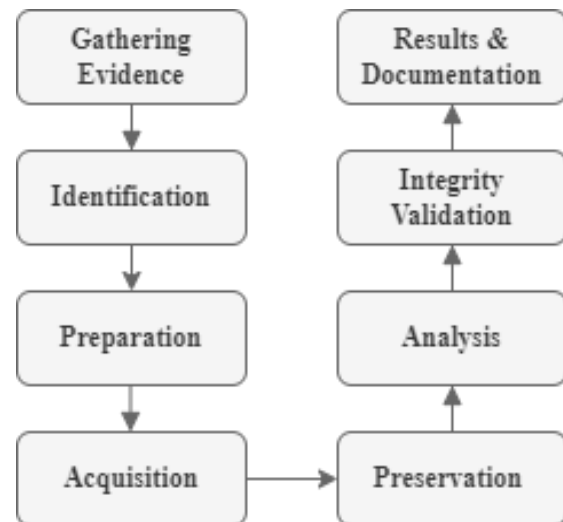 Gathering
Evidence
Identification
Preparation
Acquisition
Preservation
Analysis
Integrity
Validation
Results &
Documentation